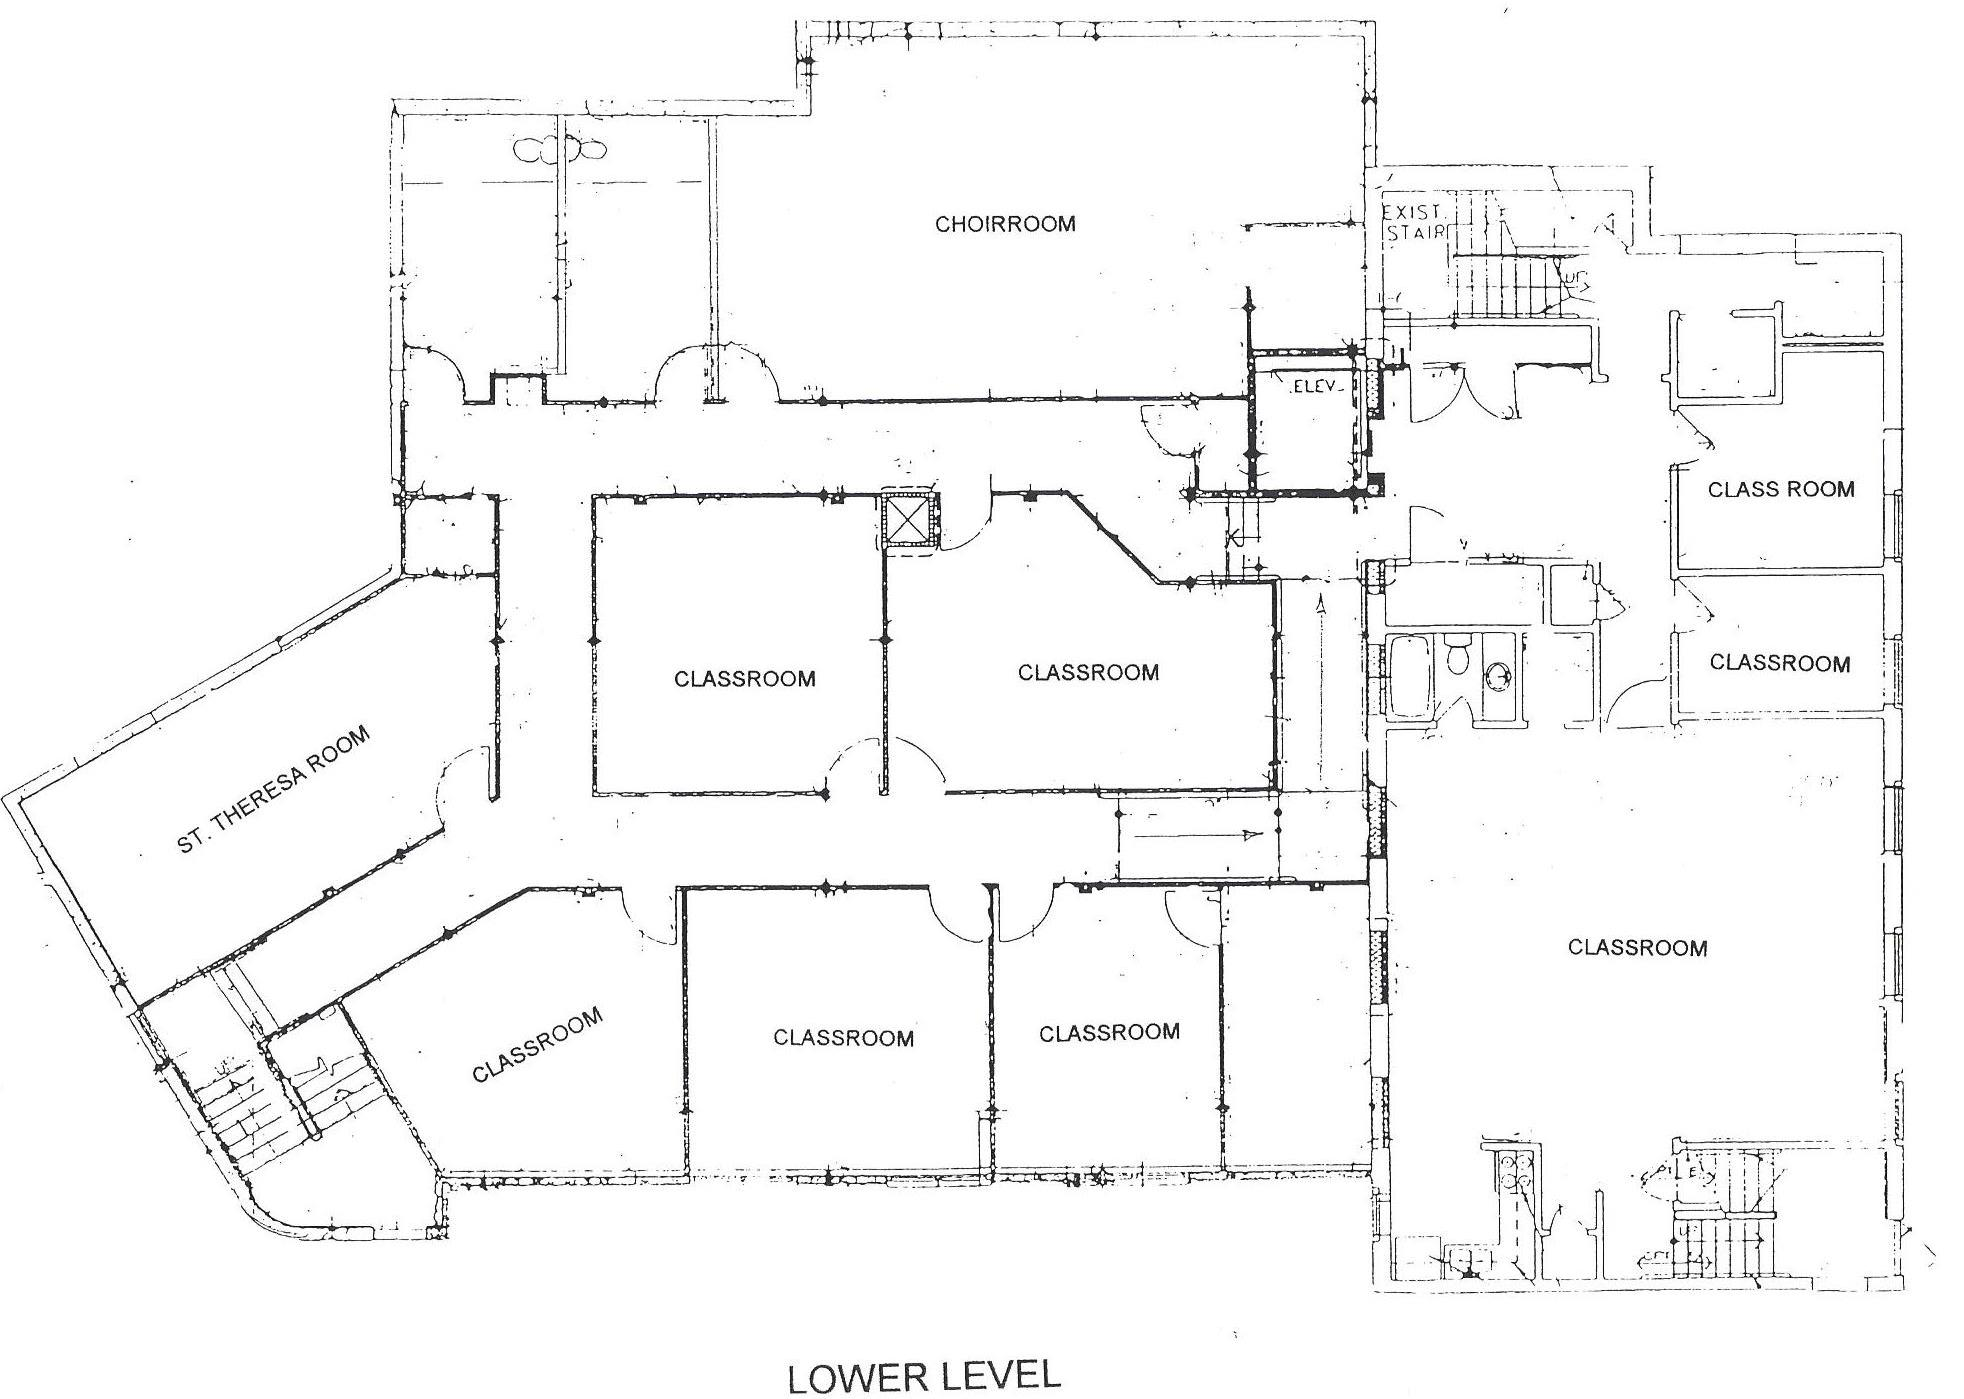 CHOIRROOM
EXIST.
STAIR
UP
ELEV.
CLASS ROOM
CLASSROOM
CLASSROOM
CLASSROOM
ST. THERESA ROOM
CLASSROOM
CLASSROOM
CLASSROOM
CLASSROOM
UP
UP
LOWER LEVEL